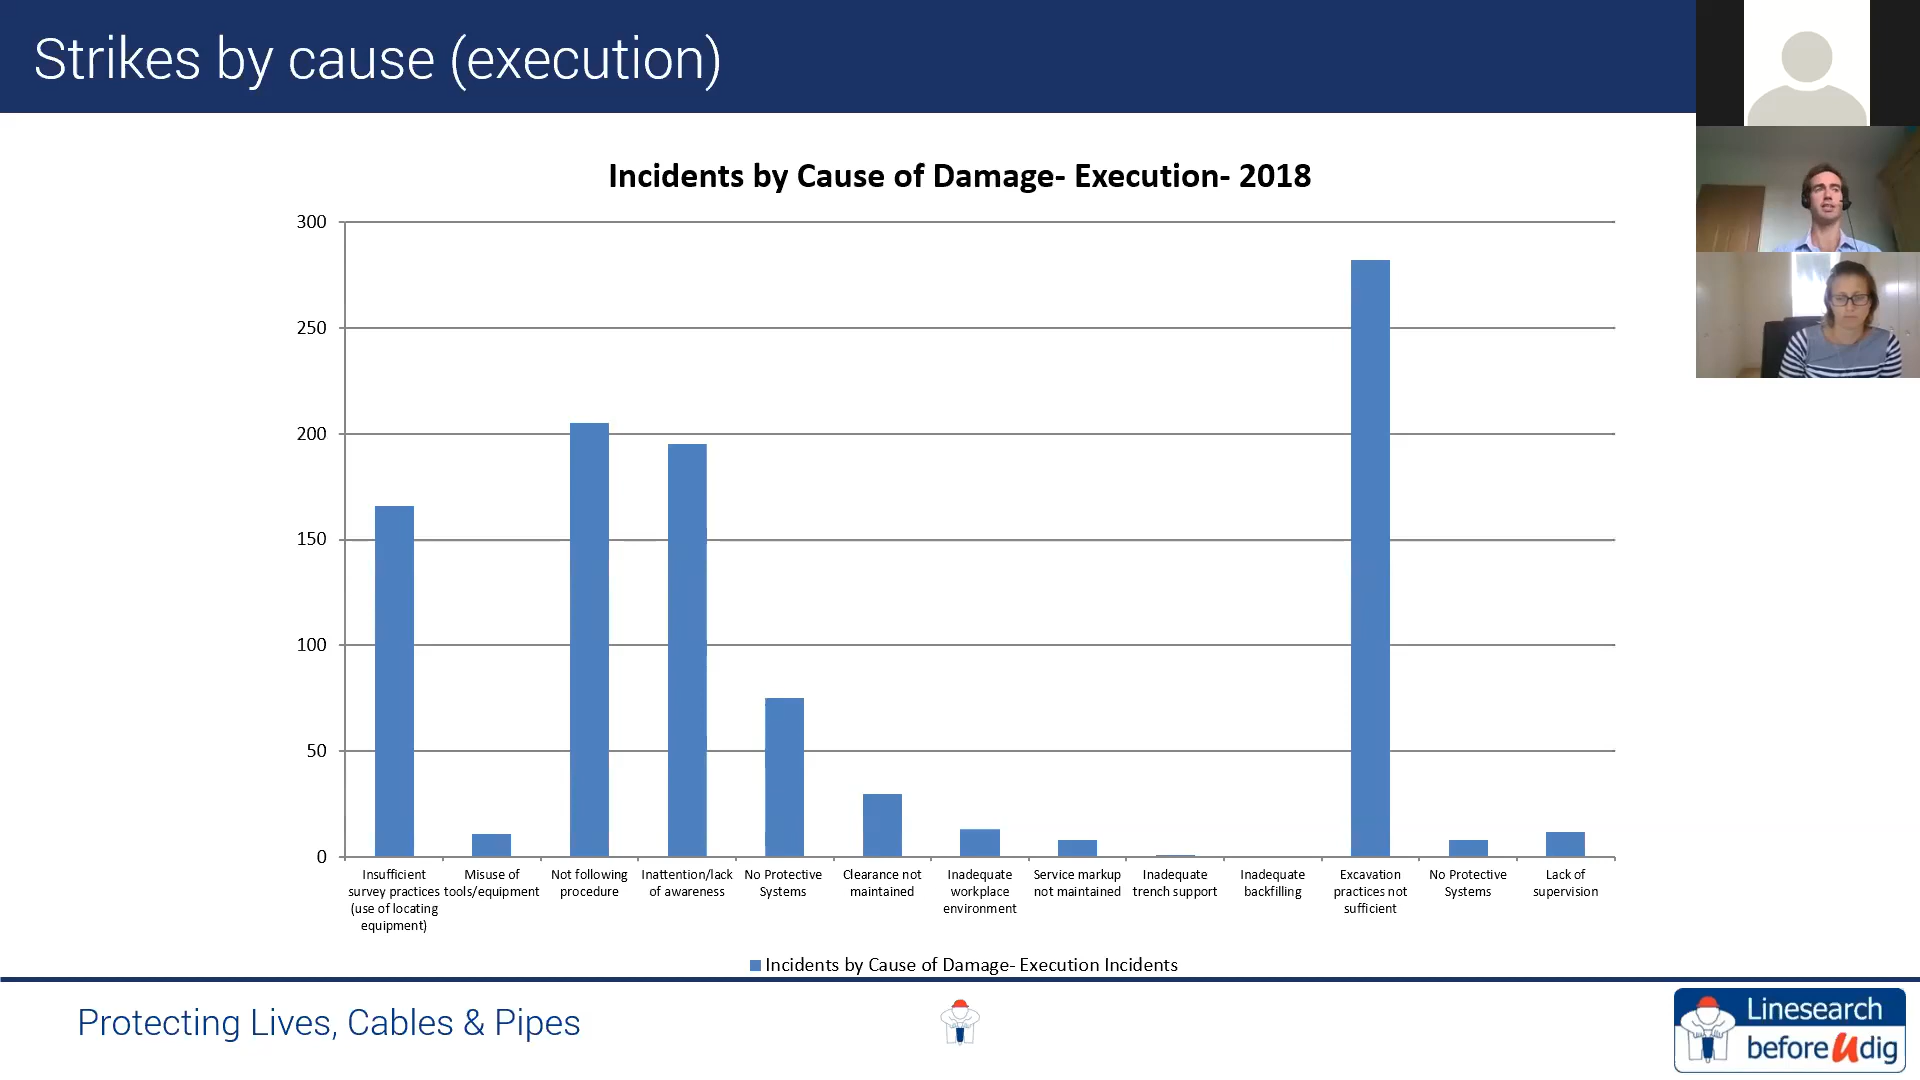 Strikes by cause (execution)
Incidents by Cause of Damage- Execution- 2018
300
250
200
150
100
50
0
Insufficient
survey practices
(use of locating
equipment)
Misuse of
tools/equipment
Not following
procedure
Inattention/lack
of awareness
No Protective
Systems
Clearance not
maintained
Inadequate
workplace
environment
Service markup
not maintained
Inadequate
trench support
Inadequate
backfilling
Excavation
practices not
sufficient
No Protective
Systems
Lack of
supervision
Incidents by Cause of Damage- Execution Incidents
Protecting Lives, Cables & Pipes
Linesearch
before U dig